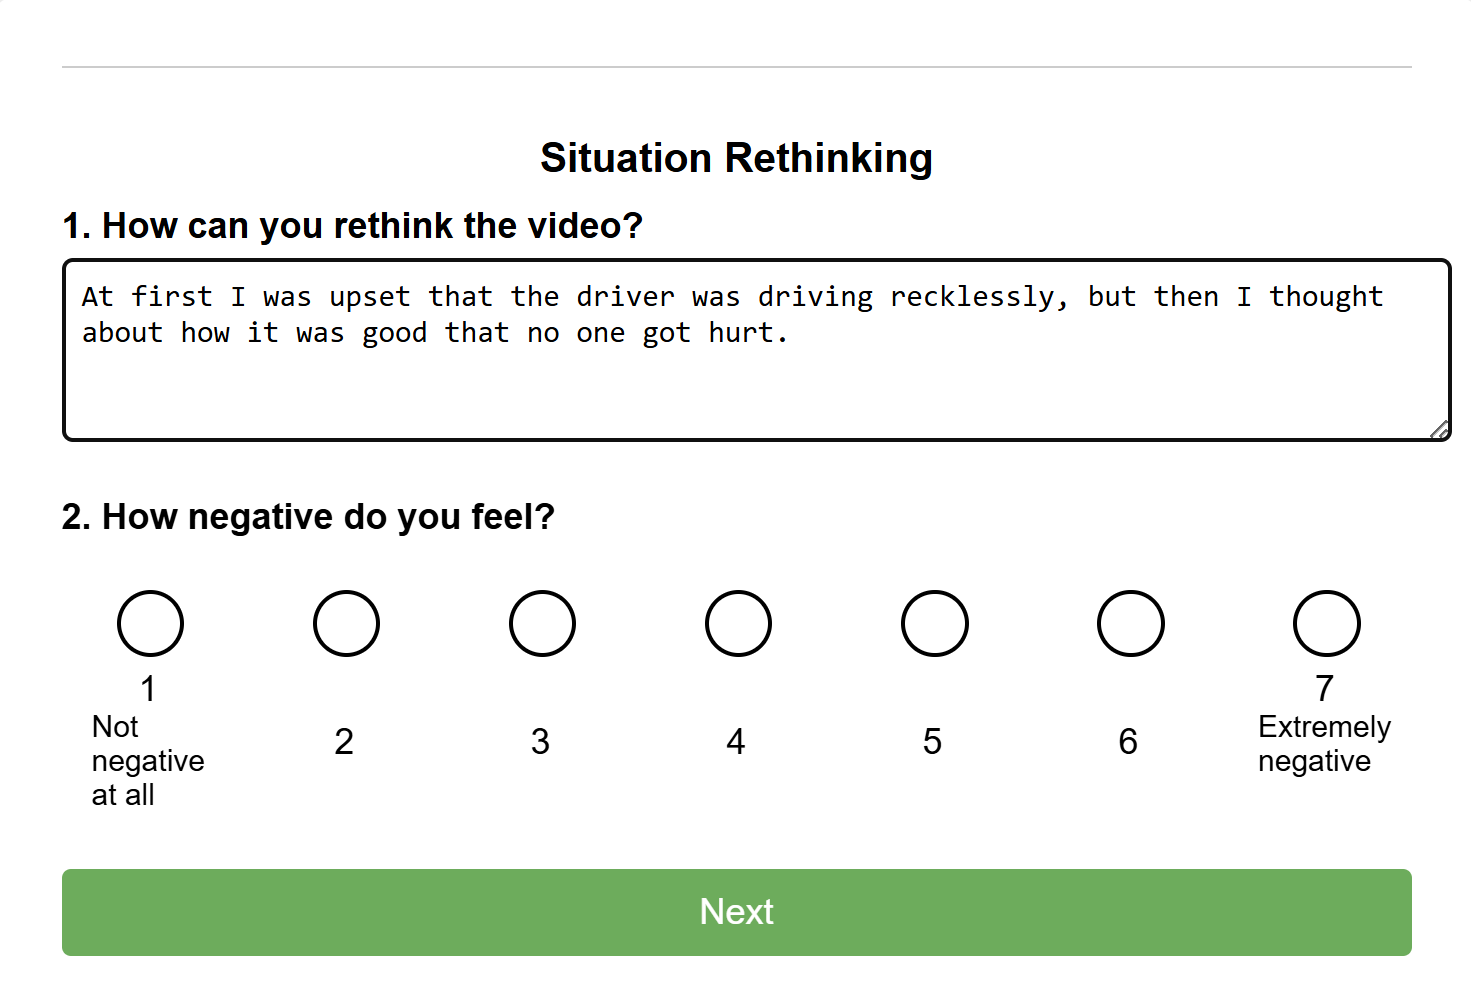 Situation Rethinking
1. How can you rethink the video?
At first I was upset that the driver was driving recklessly, but then I thought
about how it was good that no one got hurt.
2. How negative do you feel?
1
Not
negative
at all
2
3
4
5
6
7
Extremely
negative
Next